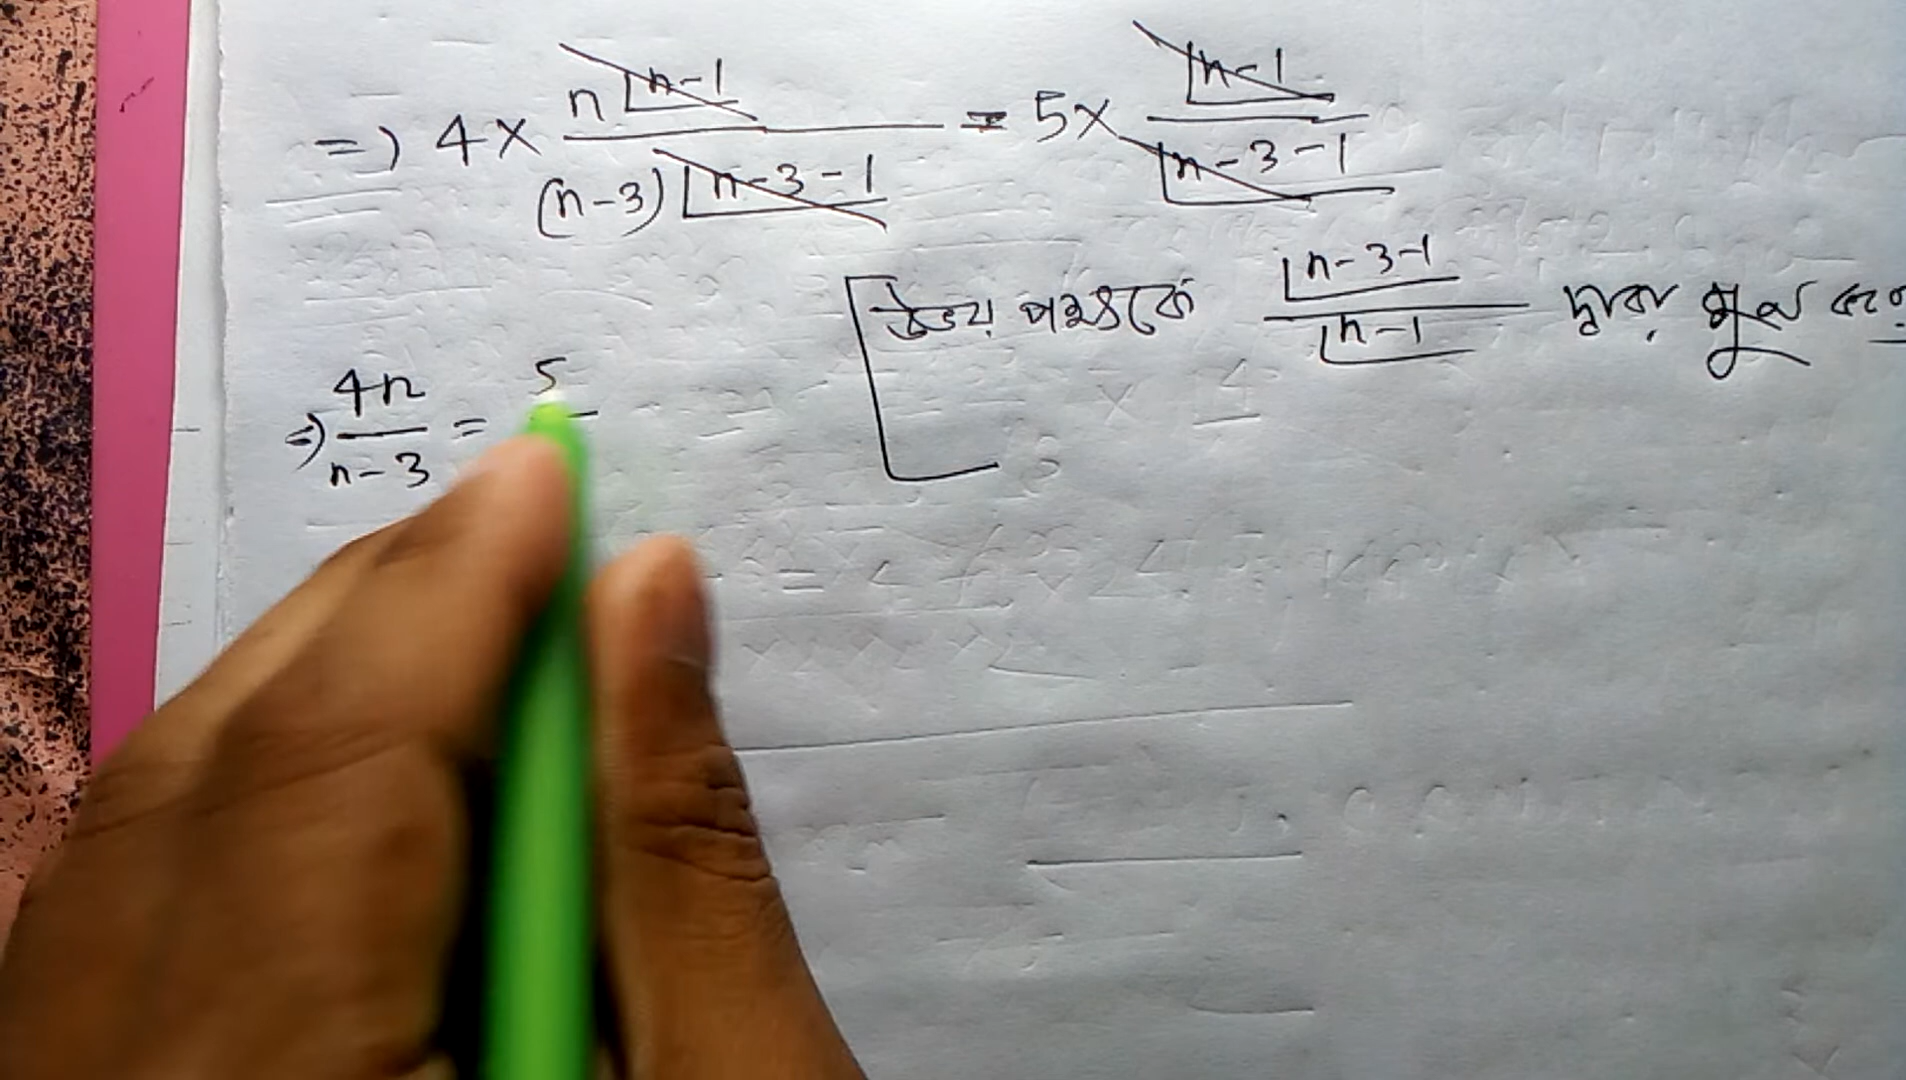 =) 4 × n|n-1 / (n-3)|n-3-1 = 5 × |n-1 / |n-3-1
[উভয় পক্ষকে |n-3-1 / |n-1 দ্বারা গুণ করে
=) 4n / n-3 = 5